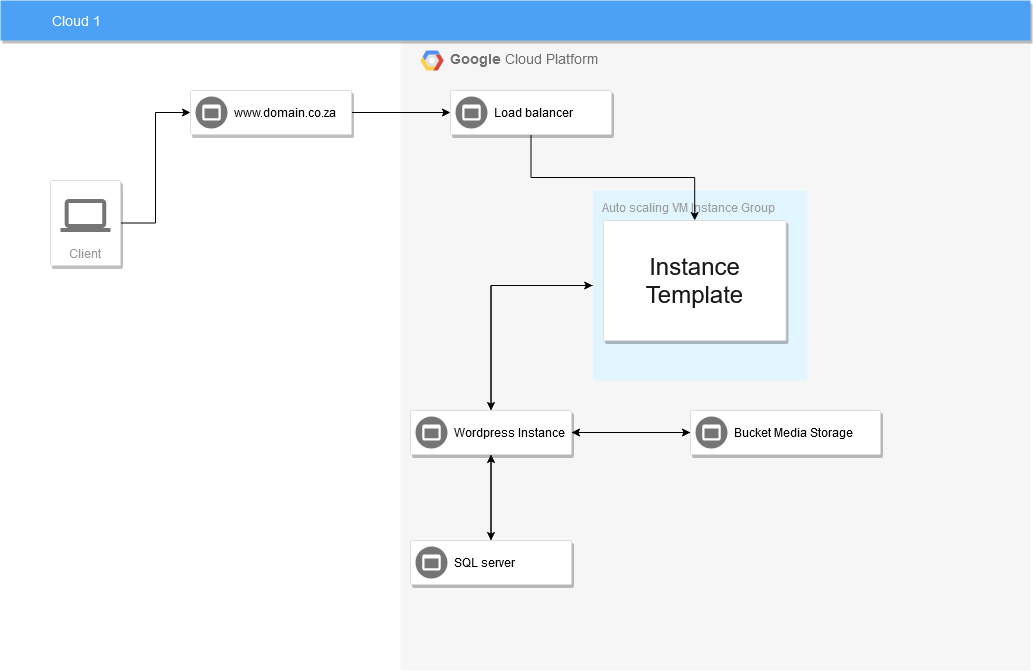 Cloud 1
Google Cloud Platform
www.domain.co.za
Load balancer
Client
Auto scaling VM Instance Group
Instance
Template
Wordpress Instance
Bucket Media Storage
SQL server